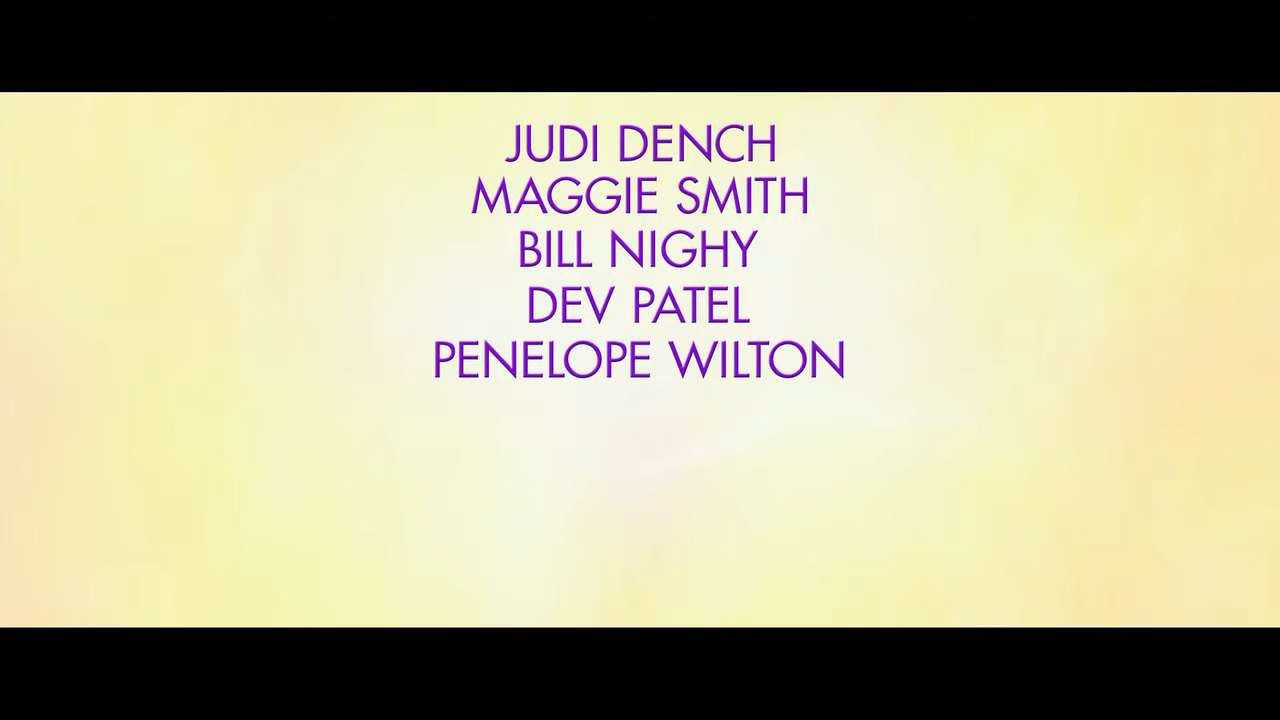 JUDI DENCH
MAGGIE SMITH
BILL NIGHY
DEV PATEL
PENELOPE WILTON